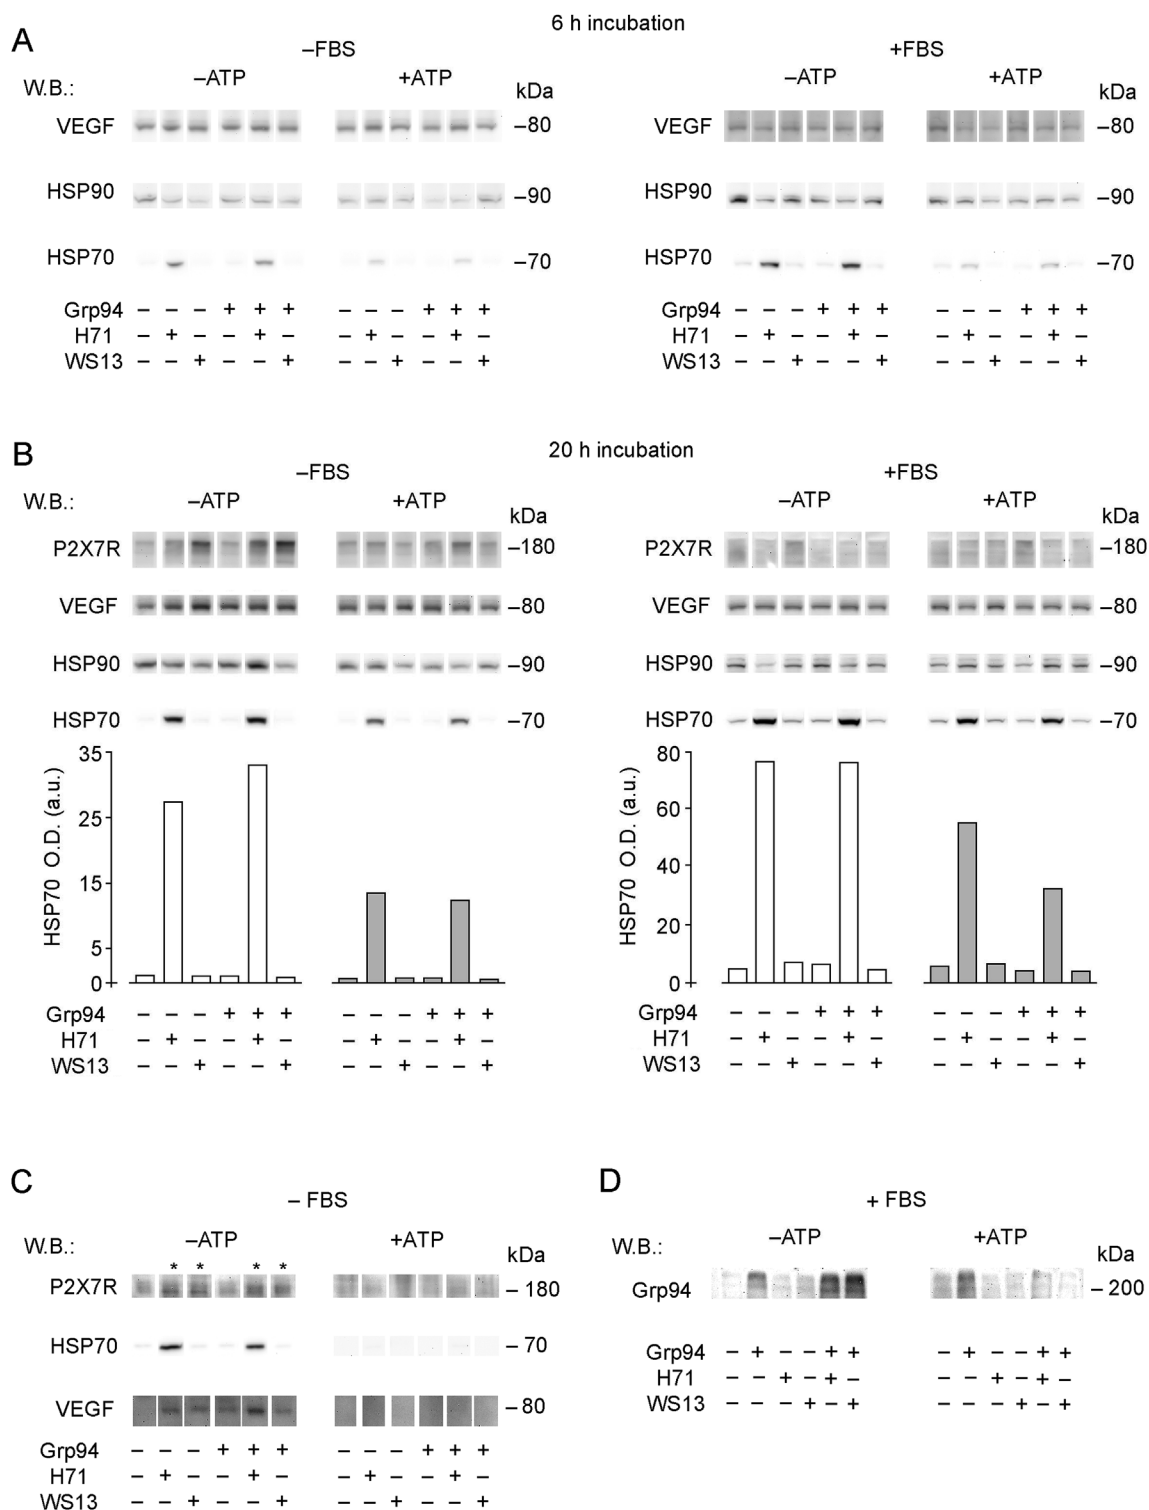 6 h incubation
A
–FBS
+FBS
W.B.:
–ATP
+ATP
kDa
–ATP
+ATP
kDa
VEGF
–80
VEGF
–80
HSP90
–90
HSP90
–90
HSP70
–70
HSP70
–70
Grp94 – – – + + + – – – + + +
Grp94 – – – + + + – – – + + +
H71 – + – – + – – + – – + –
H71 – + – – + – – + – – + –
WS13 – – + – – + – – + – – +
WS13 – – + – – + – – + – – +
B
20 h incubation
–FBS
+FBS
W.B.:
–ATP
+ATP
kDa
–ATP
+ATP
kDa
P2X7R
–180
P2X7R
–180
VEGF
–80
VEGF
–80
HSP90
–90
HSP90
–90
HSP70
–70
HSP70
–70
HSP70 O.D. (a.u.)
35
25
15
5
0
HSP70 O.D. (a.u.)
80
60
40
20
0
Grp94 – – – + + + – – – + + +
Grp94 – – – + + + – – – + + +
H71 – + – – + – – + – – + –
H71 – + – – + – – + – – + –
WS13 – – + – – + – – + – – +
WS13 – – + – – + – – + – – +
C
– FBS
W.B.:
–ATP
+ATP
kDa
* * * *
P2X7R
– 180
HSP70
– 70
VEGF
– 80
Grp94 – – – + + + – – – + + +
H71 – + – – + – – + – – + –
WS13 – – + – – + – – + – – +
D
+ FBS
W.B.:
–ATP
+ATP
kDa
Grp94
– 200
Grp94 – + – – + + – + – – + +
H71 – – + – + – – – + – + –
WS13 – – – + – + – – – + – +